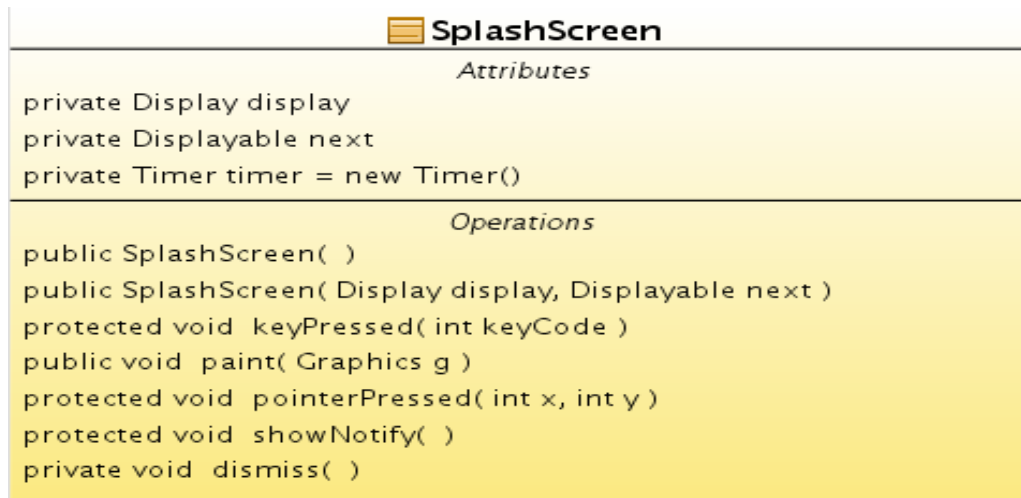 SplashScreen
Attributes
private Display display
private Displayable next
private Timer timer = new Timer()
Operations
public SplashScreen( )
public SplashScreen( Display display, Displayable next )
protected void keyPressed( int keyCode )
public void paint( Graphics g )
protected void pointerPressed( int x, int y )
protected void showNotify( )
private void dismiss( )